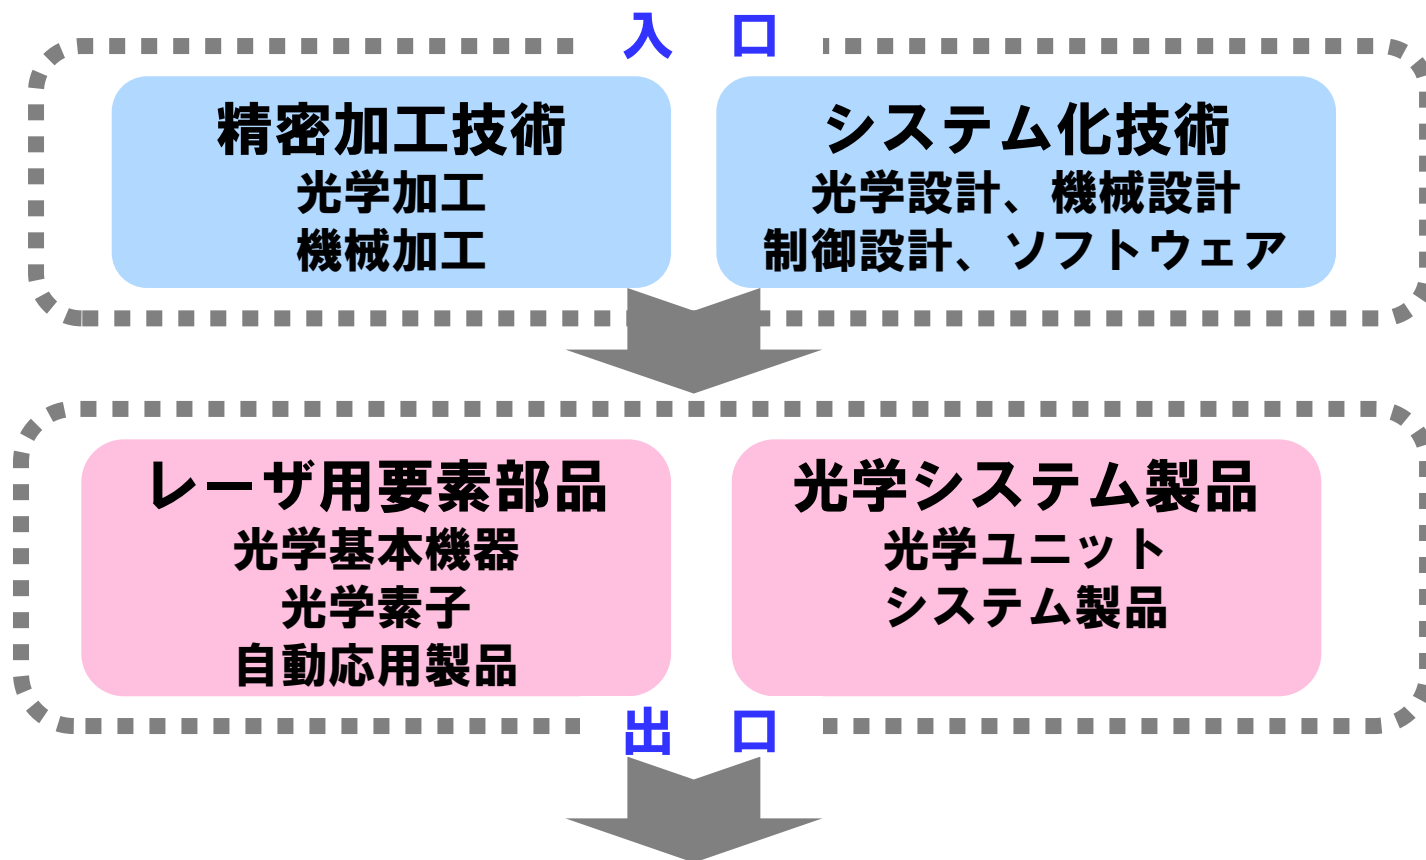 入 口
精密加工技術
光学加工
機械加工
システム化技術
光学設計、機械設計
制御設計、ソフトウェア
レーザ用要素部品
光学基本機器
光学素子
自動応用製品
光学システム製品
光学ユニット
システム製品
出 口